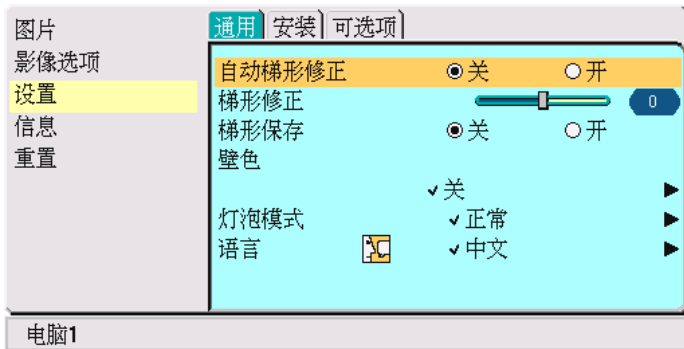 图片
影像选项
设置
信息
重置
通用 安装 可选项
自动梯形修正 关 开
梯形修正 0
梯形保存 关 开
壁色
关
灯泡模式 正常
语言 中文
电脑1